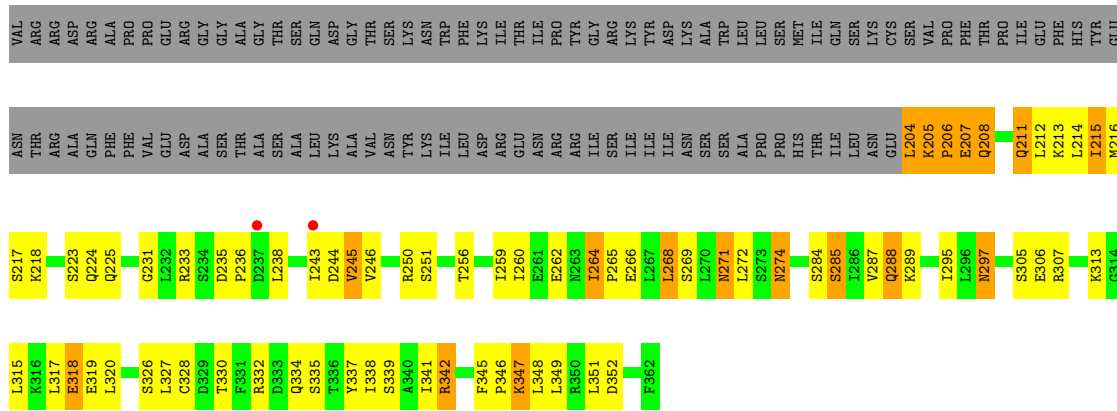 VAL ARG ARG ASP ARG ALA PRO PRO GLU ARG GLY GLY ALA GLY THR SER GLN ASP GLY THR SER LYS ASN TRP PHE LYS ILE THR ILE PRO TYR GLY ARG LYS TYR ASP LYS ALA TRP LEU LEU SER MET ILE GLN SER LYS CYS SER VAL PRO PHE THR PRO ILE GLU PHE HIS TYR GLU
ASN THR ARG ALA GLN PHE PHE VAL GLU ASP ALA SER THR ALA SER ALA LEU LYS ALA VAL ASN TYR LYS ILE LEU ASP ARG GLU ASN ARG ARG ILE SER ILE ILE ILE ASN SER SER ALA PRO PRO HIS THR ILE LEU ASN GLU L204 K205 P206 E207 Q208 Q211 L212 K213 L214 I215 M216
S217 K218 S223 Q224 Q225 G231 L232 R233 S234 D235 P236 D237 L238 I243 D244 V245 V246 R250 S251 T256 I259 I260 E261 E262 N263 I264 P265 E266 L267 L268 S269 L270 N271 L272 S273 N274 S284 S285 I286 V287 Q288 K299 I295 L296 N297 S305 E306 R307 K313 G314
L315 K316 L317 E318 E319 L320 S326 L327 C328 D329 T330 F331 R332 D333 Q334 S335 T336 Y337 I338 S339 A340 I341 R342 F345 P346 K347 L348 L349 R350 L351 D352 F362